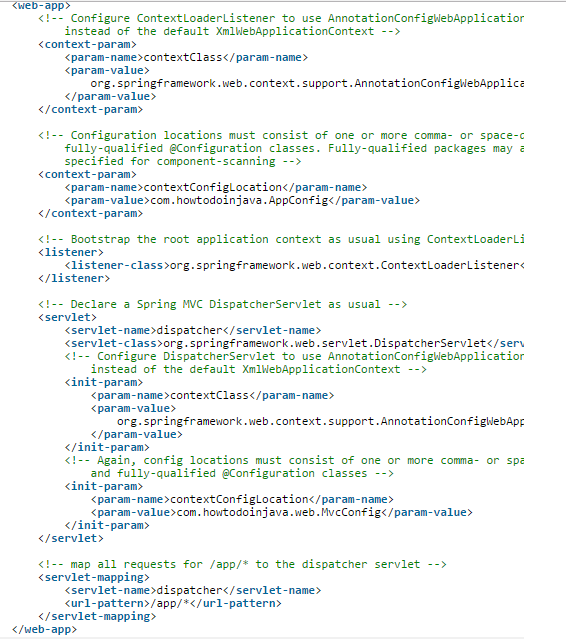 <web-app>
<!-- Configure ContextLoaderListener to use AnnotationConfigWebApplication
instead of the default XmlWebApplicationContext -->
<context-param>
<param-name>contextClass</param-name>
<param-value>
org.springframework.web.context.support.AnnotationConfigWebApplica
</param-value>
</context-param>
<!-- Configuration locations must consist of one or more comma- or space-d
fully-qualified @Configuration classes. Fully-qualified packages may a
specified for component-scanning -->
<context-param>
<param-name>contextConfigLocation</param-name>
<param-value>com.howtodoinjava.AppConfig</param-value>
</context-param>
<!-- Bootstrap the root application context as usual using ContextLoaderLi
<listener>
<listener-class>org.springframework.web.context.ContextLoaderListener<
</listener>
<!-- Declare a Spring MVC DispatcherServlet as usual -->
<servlet>
<servlet-name>dispatcher</servlet-name>
<servlet-class>org.springframework.web.servlet.DispatcherServlet</serv
<!-- Configure DispatcherServlet to use AnnotationConfigWebApplication
instead of the default XmlWebApplicationContext -->
<init-param>
<param-name>contextClass</param-name>
<param-value>
org.springframework.web.context.support.AnnotationConfigWebApp
</param-value>
</init-param>
<!-- Again, config locations must consist of one or more comma- or spa
and fully-qualified @Configuration classes -->
<init-param>
<param-name>contextConfigLocation</param-name>
<param-value>com.howtodoinjava.web.MvcConfig</param-value>
</init-param>
</servlet>
<!-- map all requests for /app/* to the dispatcher servlet -->
<servlet-mapping>
<servlet-name>dispatcher</servlet-name>
<url-pattern>/app/*</url-pattern>
</servlet-mapping>
</web-app>